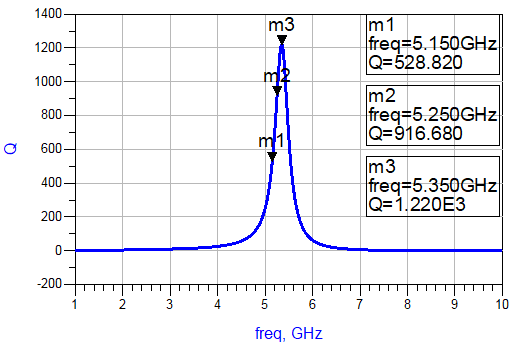 1400
1200
1000
800
600
400
200
0
-200
Q
1 2 3 4 5 6 7 8 9 10
freq, GHz
m3
m2
m1
m1
freq=5.150GHz
Q=528.820
m2
freq=5.250GHz
Q=916.680
m3
freq=5.350GHz
Q=1.220E3